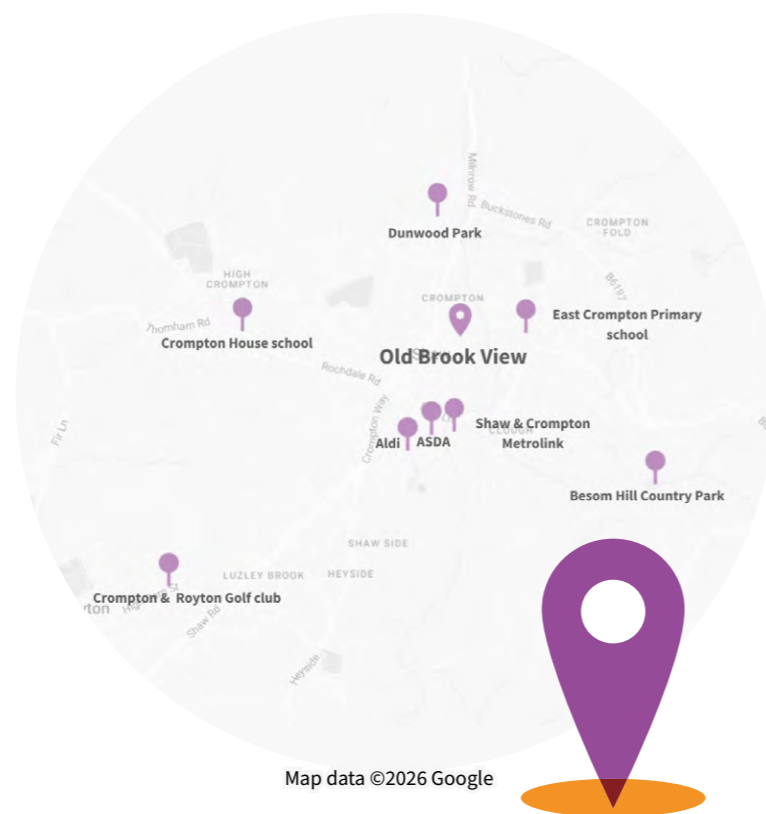 Milnrow Rd
Buckstones Rd
Dunwood Park
CROMPTON
FOLD
HIGH
CROMPTON
B6197
CROMPTON
East Crompton Primary
school
Thornham Rd
Crompton House school
Old Brook View
Rochdale Rd
Crompton Way
Fir Ln
Shaw & Crompton
Metrolink
Aldi
ASDA
Besom Hill Country Park
SHAW SIDE
LUZLEY BROOK
HEYSIDE
Crompton & Royton Golf club
Shaw Rd
Heyside
Map data ©2026 Google